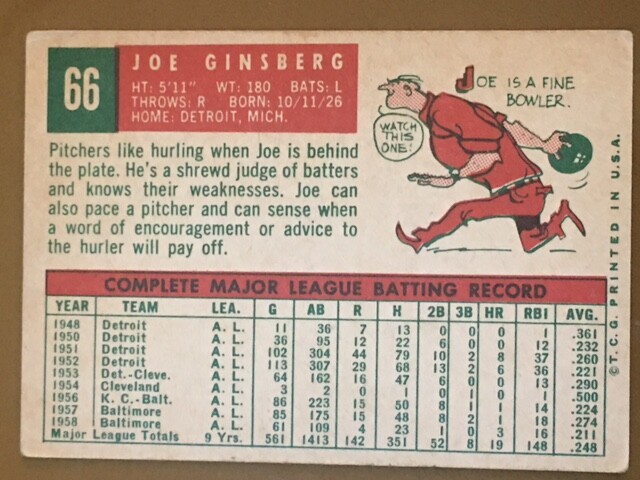 66
JOE GINSBERG
HT: 5'11" WT: 180 BATS: L
THROWS: R BORN: 10/11/26
HOME: DETROIT, MICH.
Pitchers like hurling when Joe is behind
the plate. He's a shrewd judge of batters
and knows their weaknesses. Joe can
also pace a pitcher and can sense when
a word of encouragement or advice to
the hurler will pay off.
JOE IS A FINE
BOWLER.
WATCH
THIS
ONE!
COMPLETE MAJOR LEAGUE BATTING RECORD
YEAR TEAM LEA. G AB R H 2B 3B HR RBI AVG.
1948 Detroit A. L. 11 36 7 13 0 0 0 1 .361
1950 Detroit A. L. 36 95 12 22 6 0 0 12 .232
1951 Detroit A. L. 102 304 44 79 10 2 8 37 .260
1952 Detroit A. L. 113 307 29 68 13 2 6 36 .221
1953 Det.-Cleve. A. L. 64 162 16 47 6 0 0 13 .290
1954 Cleveland A. L. 3 2 0 1 0 1 0 1 .500
1956 K. C.-Balt. A. L. 86 223 15 50 8 1 1 14 .224
1957 Baltimore A. L. 85 175 15 48 8 2 1 18 .274
1958 Baltimore A. L. 61 109 4 23 1 0 3 16 .211
Major League Totals 9 Yrs. 561 1413 142 351 52 8 19 148 .248
©T.C.G. PRINTED IN U.S.A.